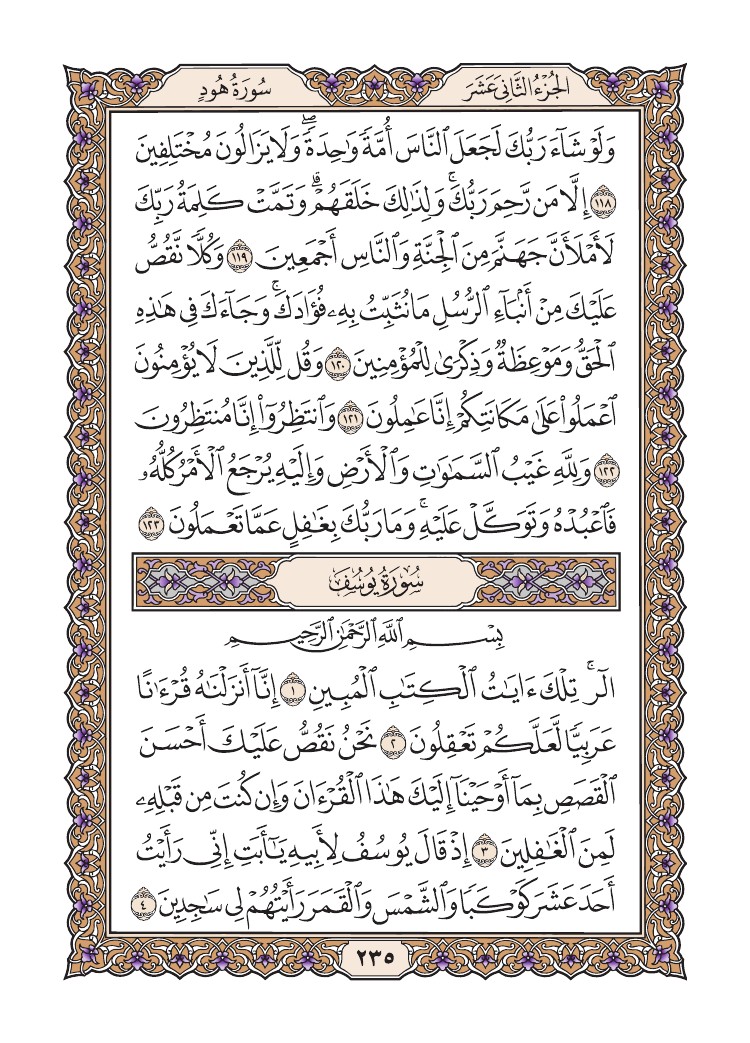 الجُزْءُ الثَّانِي عَشَرَ
سُورَةُ هُودٍ
وَلَوْ شَآءَ رَبُّكَ لَجَعَلَ ٱلنَّاسَ أُمَّةً وَٰحِدَةً ۖ وَلَا يَزَالُونَ مُخْتَلِفِينَ
١١٨ إِلَّا مَن رَّحِمَ رَبُّكَ ۚ وَلِذَٰلِكَ خَلَقَهُمْ ۗ وَتَمَّتْ كَلِمَةُ رَبِّكَ
لَأَمْلَأَنَّ جَهَنَّمَ مِنَ ٱلْجِنَّةِ وَٱلنَّاسِ أَجْمَعِينَ ١١٩ وَكُلًّا نَّقُصُّ
عَلَيْكَ مِنْ أَنۢبَآءِ ٱلرُّسُلِ مَا نُثَبِّتُ بِهِۦ فُؤَادَكَ ۚ وَجَآءَكَ فِى هَٰذِهِ
ٱلْحَقُّ وَمَوْعِظَةٌ وَذِكْرَىٰ لِلْمُؤْمِنِينَ ١٢٠ وَقُل لِّلَّذِينَ لَا يُؤْمِنُونَ
ٱعْمَلُوا۟ عَلَىٰ مَكَانَتِكُمْ إِنَّا عَٰمِلُونَ ١٢١ وَٱنتَظِرُوٓا۟ إِنَّا مُنتَظِرُونَ
١٢٢ وَلِلَّهِ غَيْبُ ٱلسَّمَٰوَٰتِ وَٱلْأَرْضِ وَإِلَيْهِ يُرْجَعُ ٱلْأَمْرُ كُلُّهُۥ
فَٱعْبُدْهُ وَتَوَكَّلْ عَلَيْهِ ۚ وَمَا رَبُّكَ بِغَٰفِلٍ عَمَّا تَعْمَلُونَ ١٢٣
سُورَةُ يُوسُفَ
بِسْمِ ٱللَّهِ ٱلرَّحْمَٰنِ ٱلرَّحِيمِ
الٓر ۚ تِلْكَ ءَايَٰتُ ٱلْكِتَٰبِ ٱلْمُبِينِ ١ إِنَّآ أَنزَلْنَٰهُ قُرْءَٰنًا
عَرَبِيًّا لَّعَلَّكُمْ تَعْقِلُونَ ٢ نَحْنُ نَقُصُّ عَلَيْكَ أَحْسَنَ
ٱلْقَصَصِ بِمَآ أَوْحَيْنَآ إِلَيْكَ هَٰذَا ٱلْقُرْءَانَ وَإِن كُنتَ مِن قَبْلِهِۦ
لَمِنَ ٱلْغَٰفِلِينَ ٣ إِذْ قَالَ يُوسُفُ لِأَبِيهِ يَٰٓأَبَتِ إِنِّى رَأَيْتُ
أَحَدَ عَشَرَ كَوْكَبًا وَٱلشَّمْسَ وَٱلْقَمَرَ رَأَيْتُهُمْ لِى سَٰجِدِينَ ٤
٢٣٥